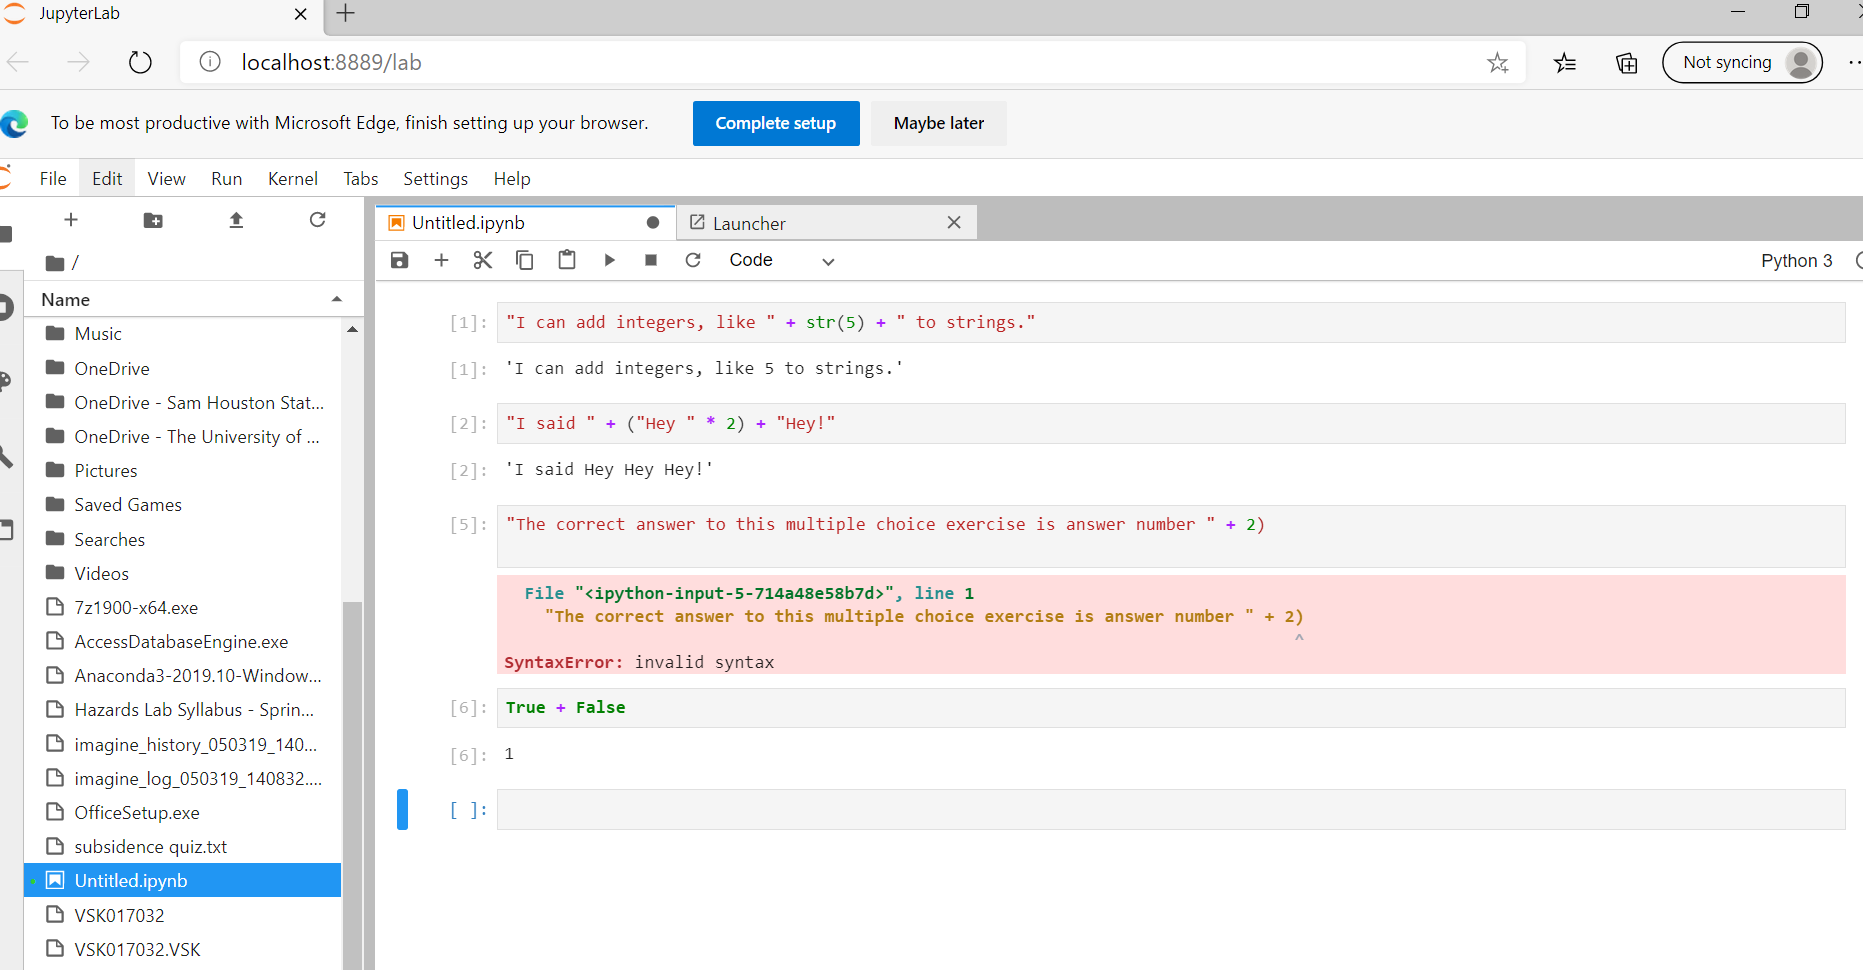 JupyterLab
localhost:8889/lab
Not syncing
To be most productive with Microsoft Edge, finish setting up your browser.
Complete setup
Maybe later
File Edit View Run Kernel Tabs Settings Help
Untitled.ipynb
Launcher
/
Code
Python 3
Name
Music
OneDrive
OneDrive - Sam Houston Stat...
OneDrive - The University of ...
Pictures
Saved Games
Searches
Videos
7z1900-x64.exe
AccessDatabaseEngine.exe
Anaconda3-2019.10-Window...
Hazards Lab Syllabus - Sprin...
imagine_history_050319_140...
imagine_log_050319_140832....
OfficeSetup.exe
subsidence quiz.txt
Untitled.ipynb
VSK017032
VSK017032.VSK
[1]: "I can add integers, like " + str(5) + " to strings."
[1]: 'I can add integers, like 5 to strings.'
[2]: "I said " + ("Hey " * 2) + "Hey!"
[2]: 'I said Hey Hey Hey!'
[5]: "The correct answer to this multiple choice exercise is answer number " + 2)
File "<ipython-input-5-714a48e58b7d>", line 1
"The correct answer to this multiple choice exercise is answer number " + 2)
^
SyntaxError: invalid syntax
[6]: True + False
[6]: 1
[ ]: